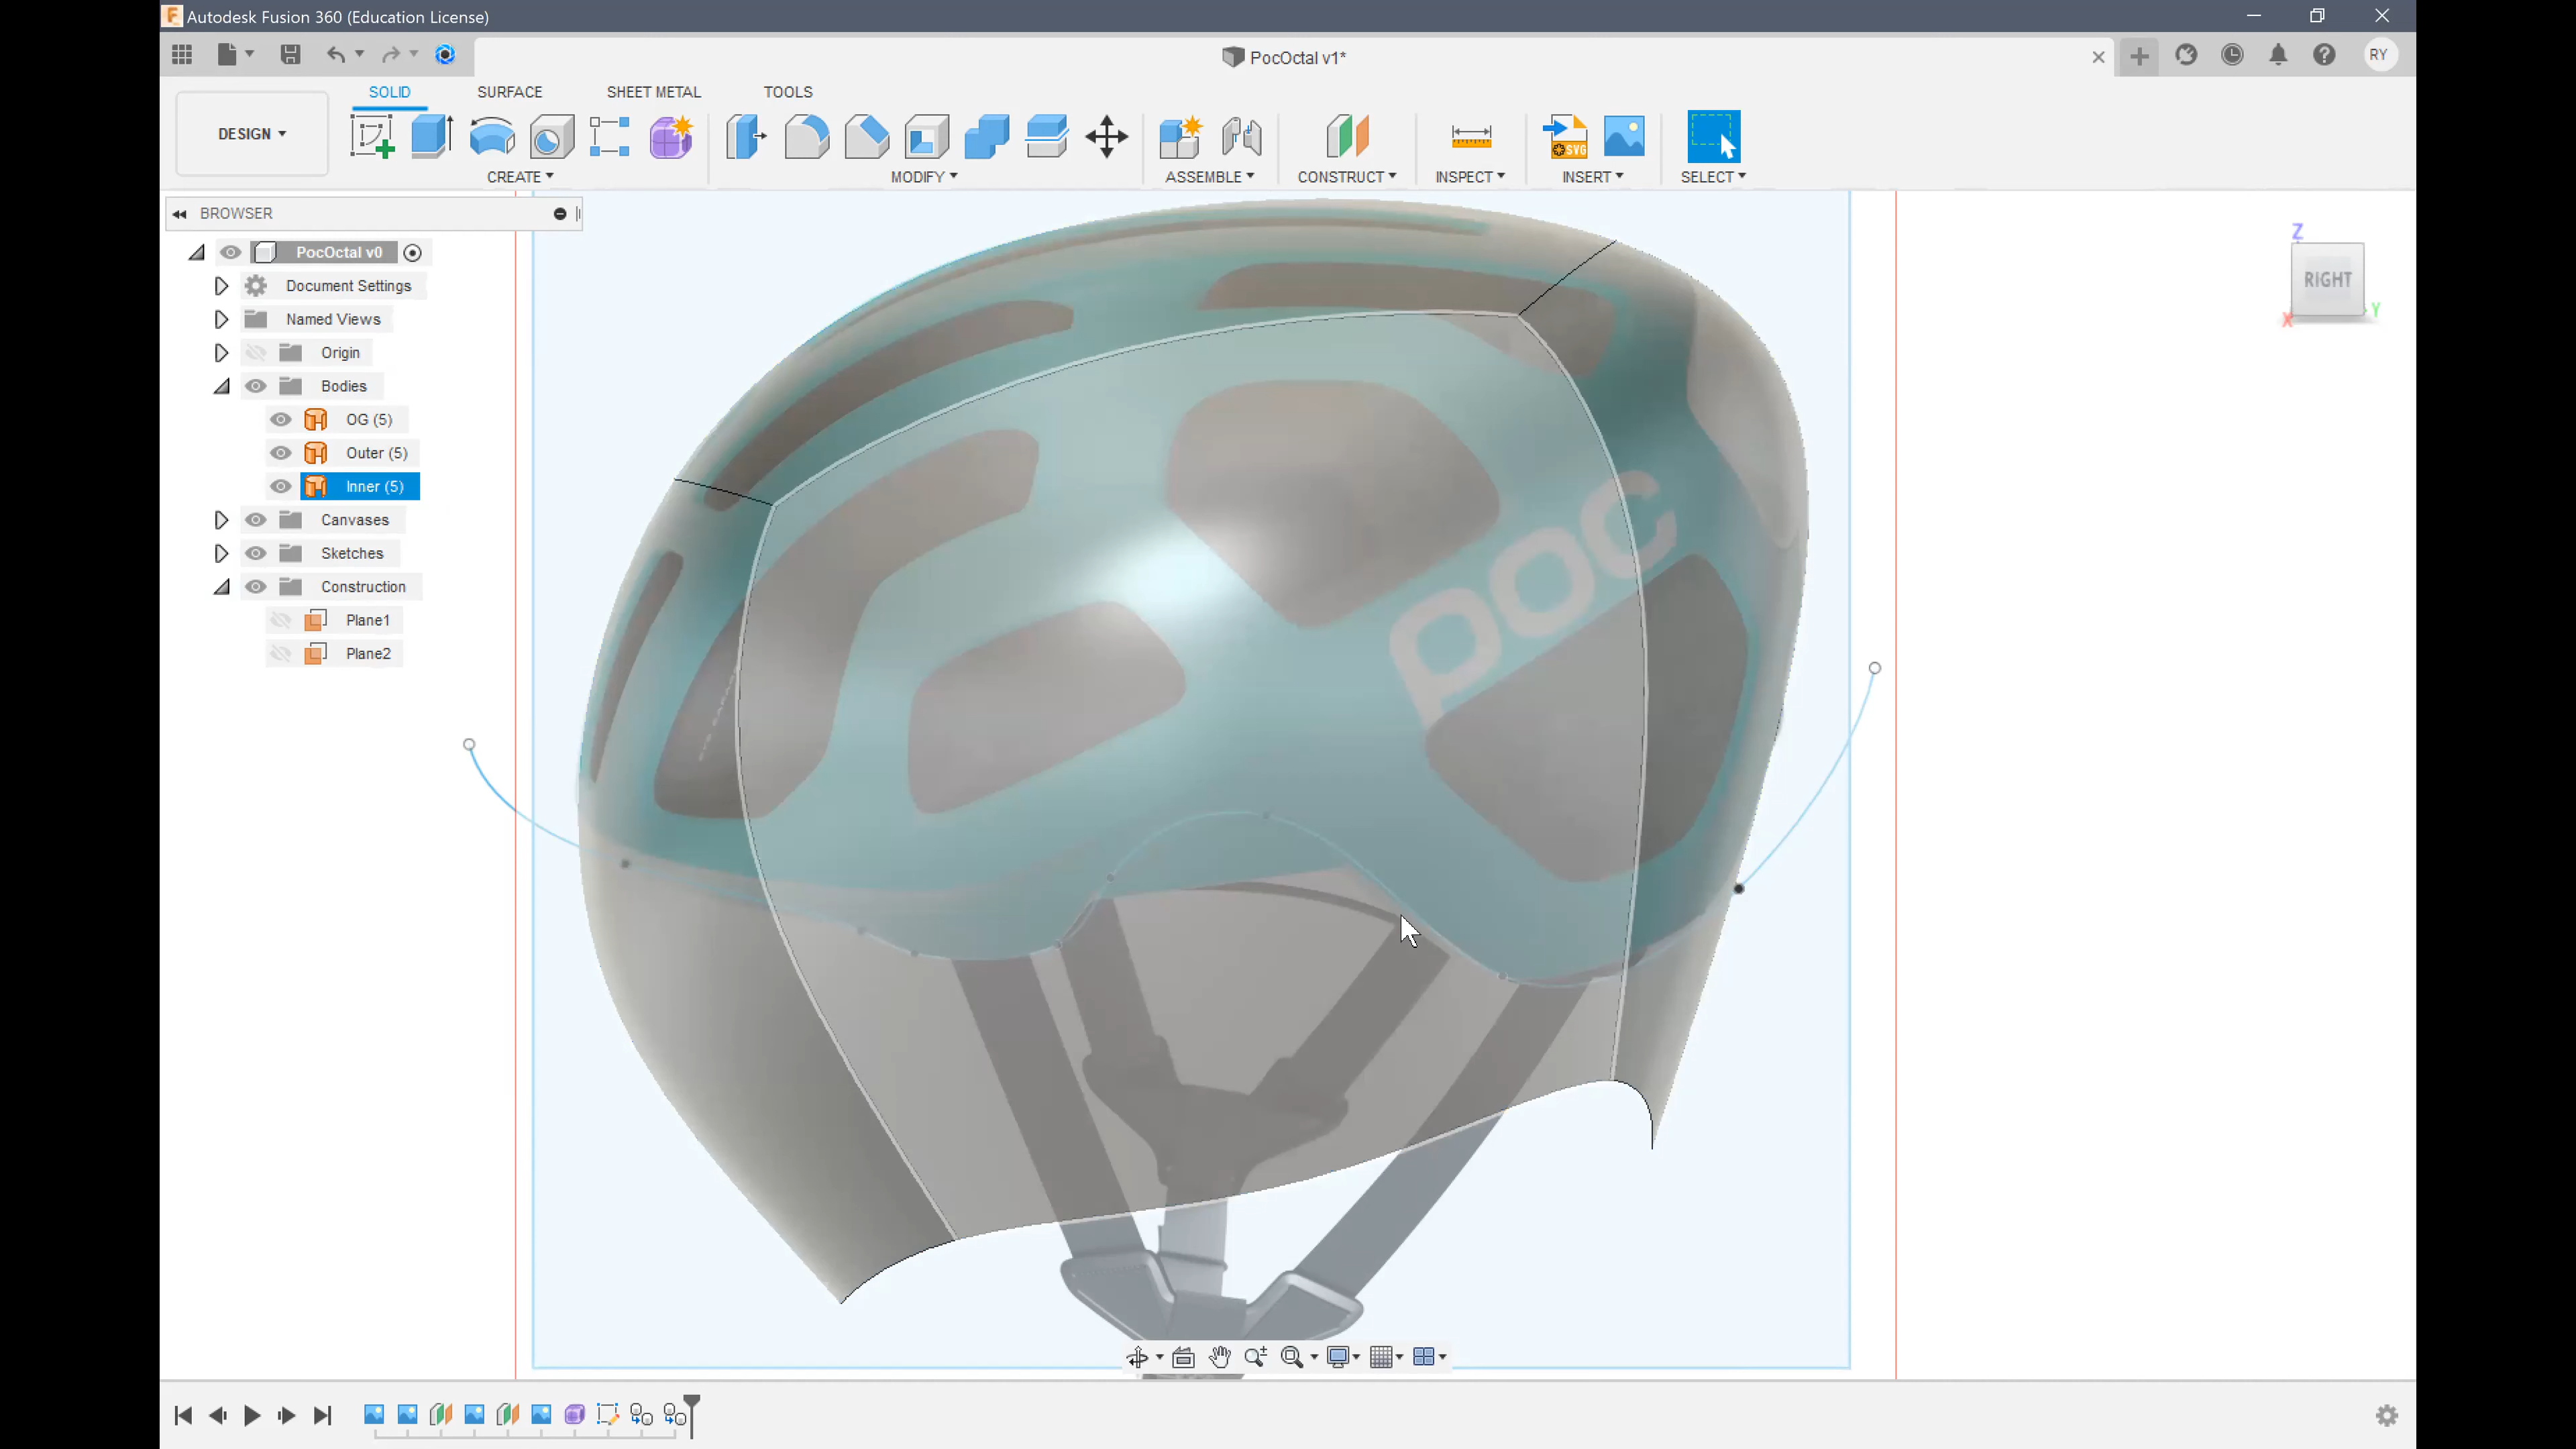 Autodesk Fusion 360 (Education License)
PocOctal v1*
RY
DESIGN
SOLID
SURFACE
SHEET METAL
TOOLS
CREATE
MODIFY
ASSEMBLE
CONSTRUCT
INSPECT
INSERT
SVG
SELECT
BROWSER
PocOctal v0
Document Settings
Named Views
Origin
Bodies
OG (5)
Outer (5)
Inner (5)
Canvases
Sketches
Construction
Plane1
Plane2
Z
RIGHT
Y
X
POC